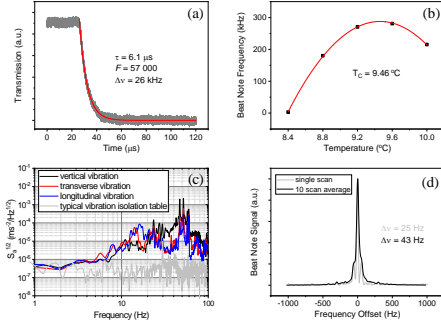 (a)
Transmission (a.u.)
τ = 6.1 μs
F = 57 000
Δν = 26 kHz
0 20 40 60 80 100 120
Time (μs)
(b)
Beat Note Frequency (kHz)
300
200
100
0
T_C = 9.46 ºC
8.4 8.8 9.2 9.6 10.0
Temperature (ºC)
(c)
S_a^1/2 (ms^-2/Hz^1/2)
10^-1
10^-2
10^-3
10^-4
10^-5
10^-6
10^-7
10^-8
vertical vibration
transverse vibration
longitudinal vibration
typical vibration isolation table
1 10 100
Frequency (Hz)
(d)
Beat Note Signal (a.u.)
single scan
10 scan average
Δν = 25 Hz
Δν = 43 Hz
-1000 -500 0 500 1000
Frequency Offset (Hz)